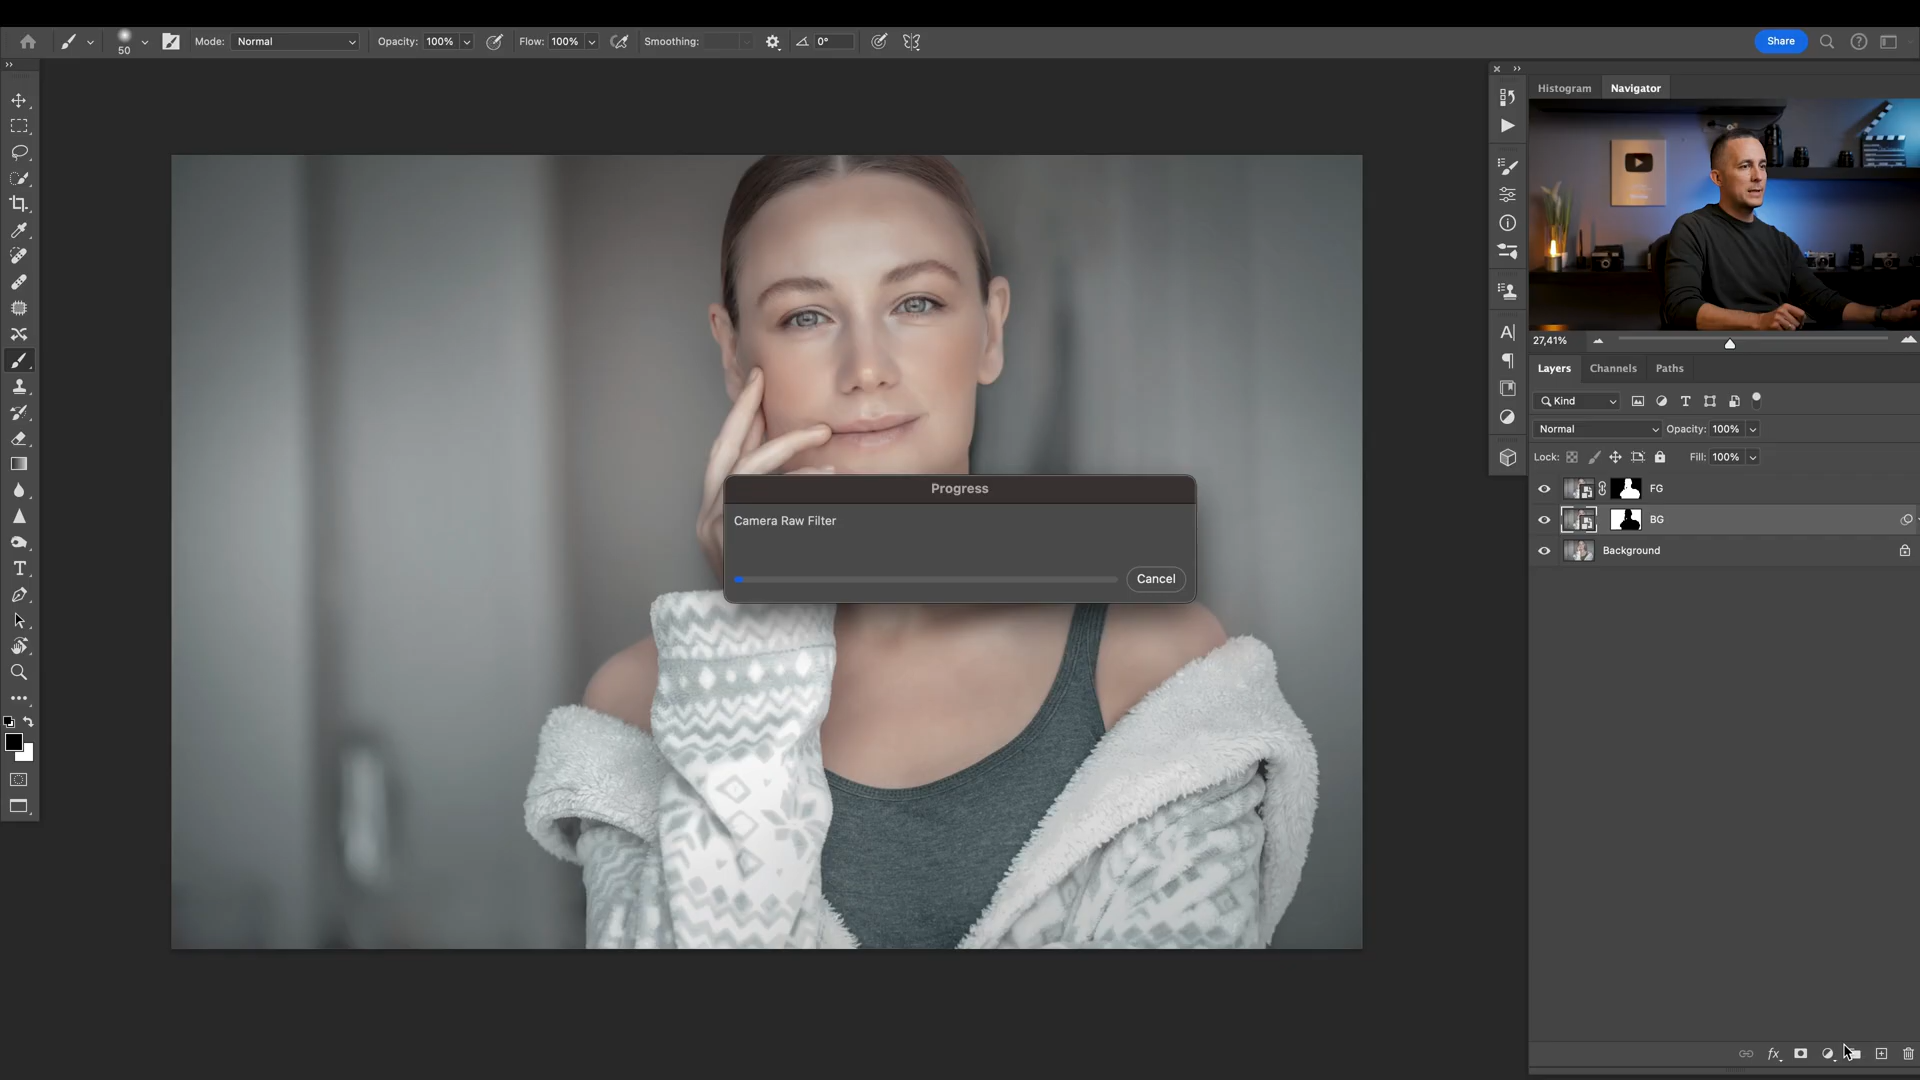 50
Mode: Normal
Opacity: 100%
Flow: 100%
Smoothing:
0°
Share
Histogram
Navigator
27,41%
Layers
Channels
Paths
Kind
Normal
Opacity: 100%
Lock:
Fill: 100%
FG
BG
Background
Progress
Camera Raw Filter
Cancel